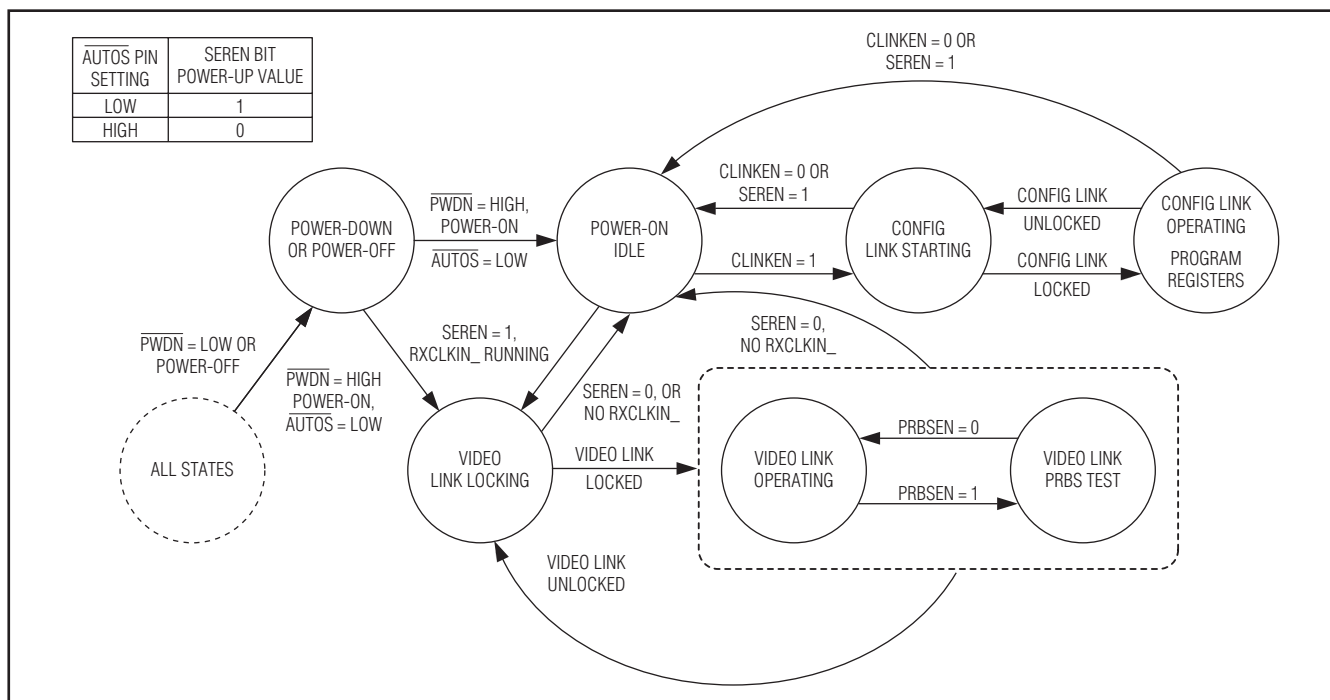 AUTOS PIN
SETTING
SEREN BIT
POWER-UP VALUE
LOW
1
HIGH
0
CLINKEN = 0 OR
SEREN = 1
POWER-DOWN
OR POWER-OFF
PWDN = HIGH,
POWER-ON
AUTOS = LOW
POWER-ON
IDLE
CLINKEN = 0 OR
SEREN = 1
CLINKEN = 1
CONFIG
LINK STARTING
CONFIG LINK
UNLOCKED
CONFIG LINK
LOCKED
CONFIG LINK
OPERATING
PROGRAM
REGISTERS
PWDN = LOW OR
POWER-OFF
PWDN = HIGH
POWER-ON,
AUTOS = LOW
SEREN = 1,
RXCLKIN_ RUNNING
SEREN = 0, OR
NO RXCLKIN_
SEREN = 0,
NO RXCLKIN_
ALL STATES
VIDEO
LINK LOCKING
VIDEO LINK
LOCKED
VIDEO LINK
OPERATING
PRBSEN = 0
PRBSEN = 1
VIDEO LINK
PRBS TEST
VIDEO LINK
UNLOCKED